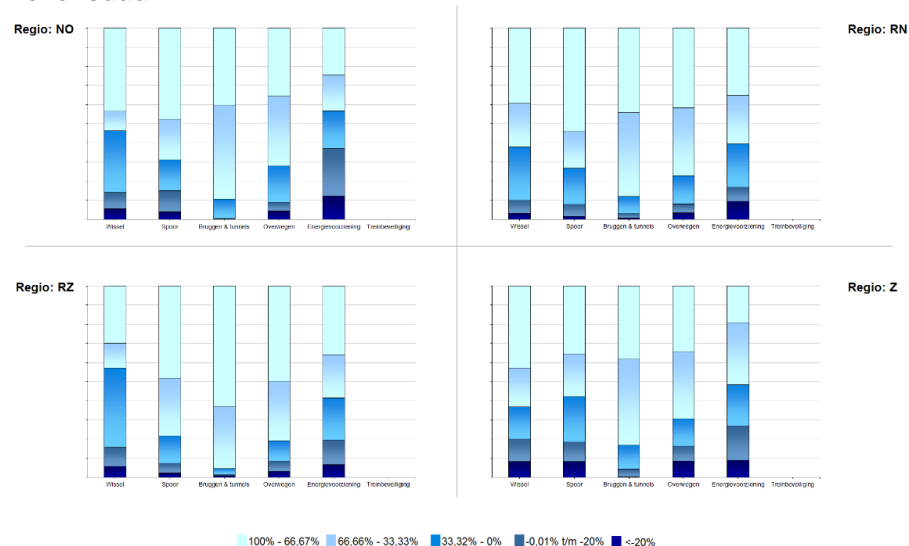 Regio: NO
Regio: RN
Wissel Spoor Bruggen & tunnels Overwegen Energievoorziening Treinbeveiliging
Wissel Spoor Bruggen & tunnels Overwegen Energievoorziening Treinbeveiliging
Regio: RZ
Regio: Z
Wissel Spoor Bruggen & tunnels Overwegen Energievoorziening Treinbeveiliging
Wissel Spoor Bruggen & tunnels Overwegen Energievoorziening Treinbeveiliging
100% - 66,67% 66,66% - 33,33% 33,32% - 0% -0,01% t/m -20% <-20%